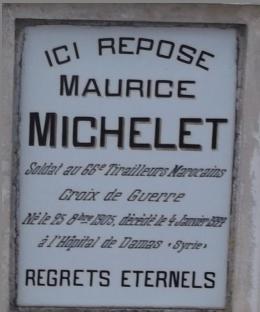 ICI REPOSE
MAURICE
MICHELET
Soldat au 66e Tirailleurs Marocains
Croix de Guerre
Né le 25 8bre 1905, décédé le 4 Janvier
à l'Hôpital de Damas "Syrie"
REGRETS ETERNELS